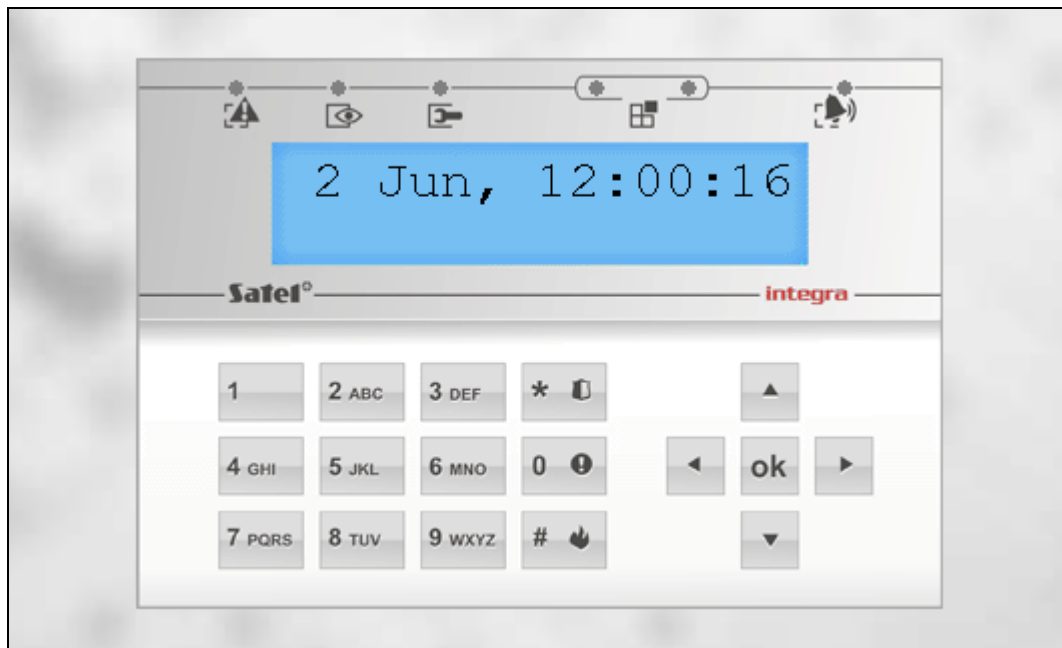 2 Jun, 12:00:16
Satel
integra
1 2 ABC 3 DEF *
4 GHI 5 JKL 6 MNO 0 ok
7 PQRS 8 TUV 9 WXYZ #